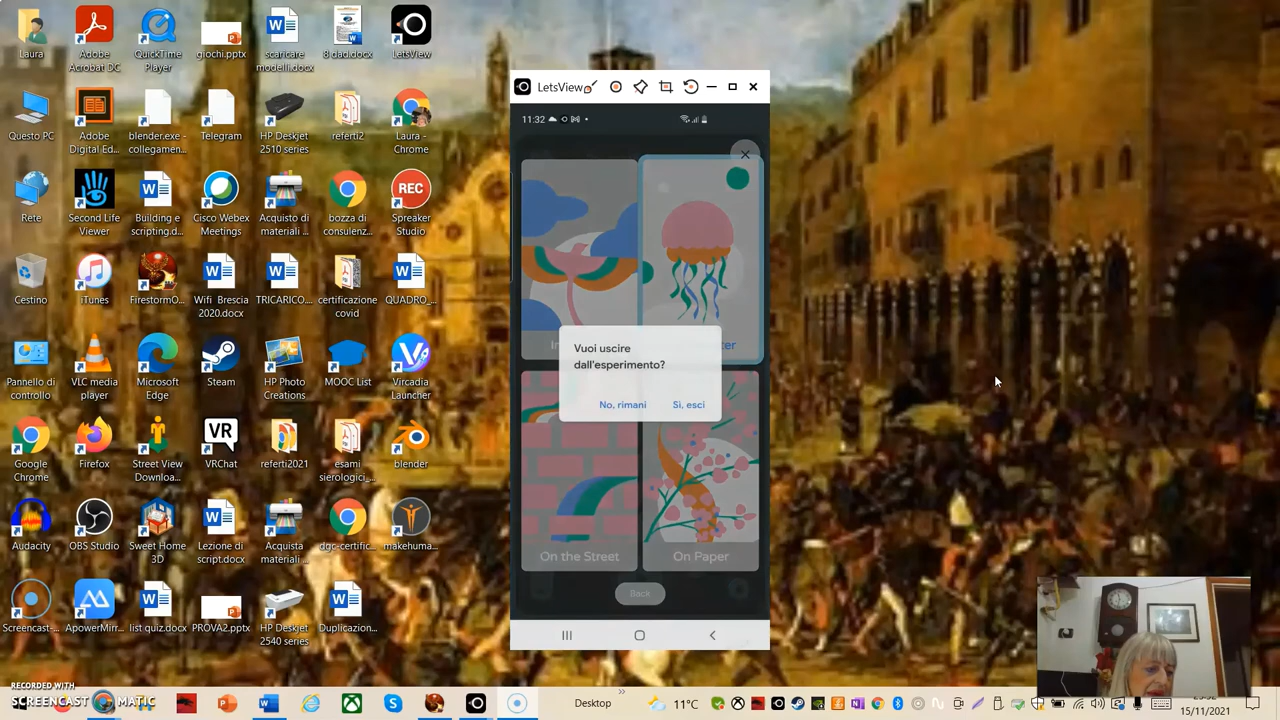 Laura
Adobe Acrobat DC
QuickTime Player
giochi.pptx
scaricare modelli.docx
8 dad.docx
LetsView
Questo PC
Adobe Digital Ed...
blender.exe - collegamen...
Telegram
HP Deskjet 2510 series
referti2
Laura - Chrome
Rete
Second Life Viewer
Building e scripting.d...
Cisco Webex Meetings
Acquisto di materiali ...
bozza di consulenz...
REC
Spreaker Studio
Cestino
iTunes
FirestormO...
Wifi Brescia 2020.docx
TRICARICO....
certificazione covid
QUADRO_...
Pannello di controllo
VLC media player
Microsoft Edge
Steam
HP Photo Creations
MOOC List
Vircadia Launcher
Google Chrome
Firefox
Street View Downloa...
VR
VRChat
referti2021
esami sierologici_...
blender
Audacity
OBS Studio
Sweet Home 3D
Lezione di script.docx
Acquista materiali ...
dgc-certific...
makehuma...
Screencast-...
ApowerMirr...
list quiz.docx
PROVA2.pptx
HP Deskjet 2540 series
Duplicazion...
LetsView
11:32
Vuoi uscire
dall'esperimento?
No, rimani
Sì, esci
On the Street
On Paper
Back
RECORDED WITH
SCREENCAST MATIC
Desktop
11°C
15/11/2021